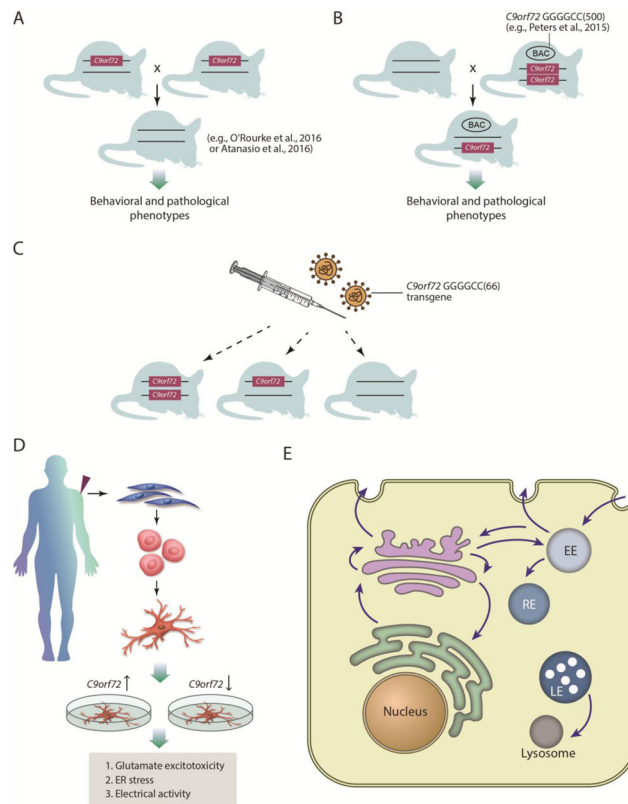 A
C9orf72
C9orf72
X
(e.g., O'Rourke et al., 2016
or Atanasio et al., 2016)
Behavioral and pathological
phenotypes
B
C9orf72 GGGGCC(500)
(e.g., Peters et al., 2015)
BAC
C9orf72
C9orf72
X
BAC
C9orf72
Behavioral and pathological
phenotypes
C
C9orf72 GGGGCC(66)
transgene
C9orf72
C9orf72
C9orf72
D
C9orf72 ↑
C9orf72 ↓
1. Glutamate excitotoxicity
2. ER stress
3. Electrical activity
E
EE
RE
LE
Nucleus
Lysosome